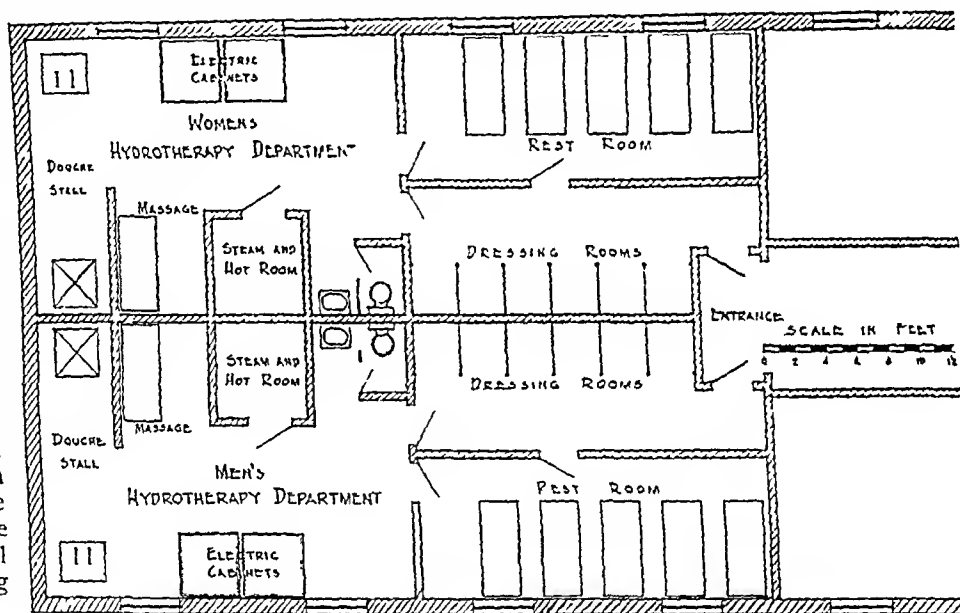 ELECTRIC
CABINETS
WOMENS
HYDROTHERAPY DEPARTMENT
REST ROOM
DOUCHE
STALL
MASSAGE
STEAM AND
HOT ROOM
DRESSING ROOMS
ENTRANCE
SCALE IN FEET
0 2 4 6 8 10 12
STEAM AND
HOT ROOM
DRESSING ROOMS
MASSAGE
DOUCHE
STALL
MEN'S
HYDROTHERAPY DEPARTMENT
REST ROOM
ELECTRIC
CABINETS
e
e
l
g